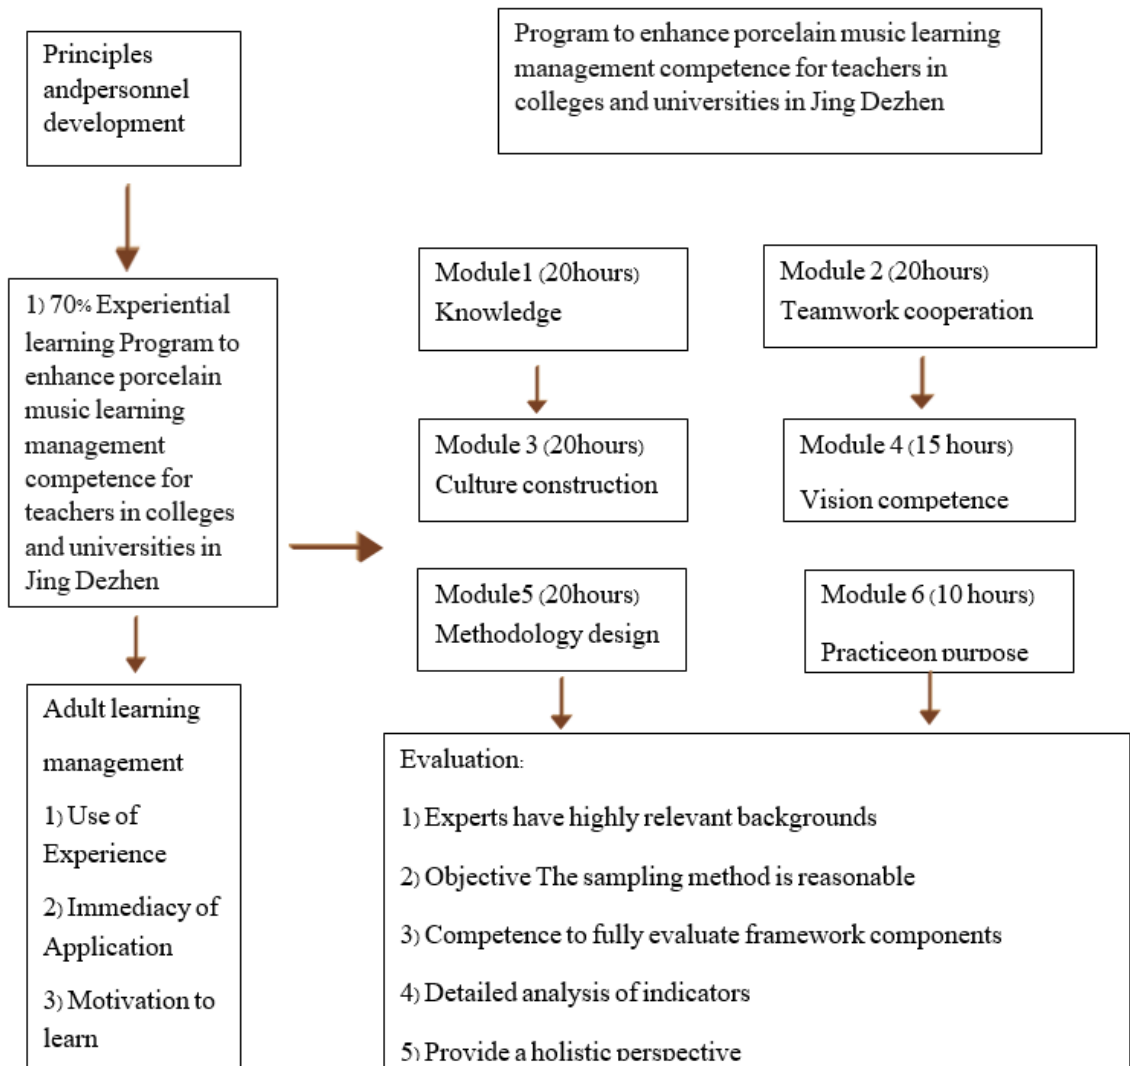 Principles
andpersonnel
development
Program to enhance porcelain music learning
management competence for teachers in
colleges and universities in Jing Dezhen
1) 70% Experiential
learning Program to
enhance porcelain
music learning
management
competence for
teachers in colleges
and universities in
Jing Dezhen
Module1 (20hours)
Knowledge
Module 2 (20hours)
Teamwork cooperation
Module 3 (20hours)
Culture construction
Module 4 (15 hours)
Vision competence
Module5 (20hours)
Methodology design
Module 6 (10 hours)
Practiceon purpose
Adult learning
management
1) Use of
Experience
2) Immediacy of
Application
3) Motivation to
learn
Evaluation:
1) Experts have highly relevant backgrounds
2) Objective The sampling method is reasonable
3) Competence to fully evaluate framework components
4) Detailed analysis of indicators
5) Provide a holistic perspective